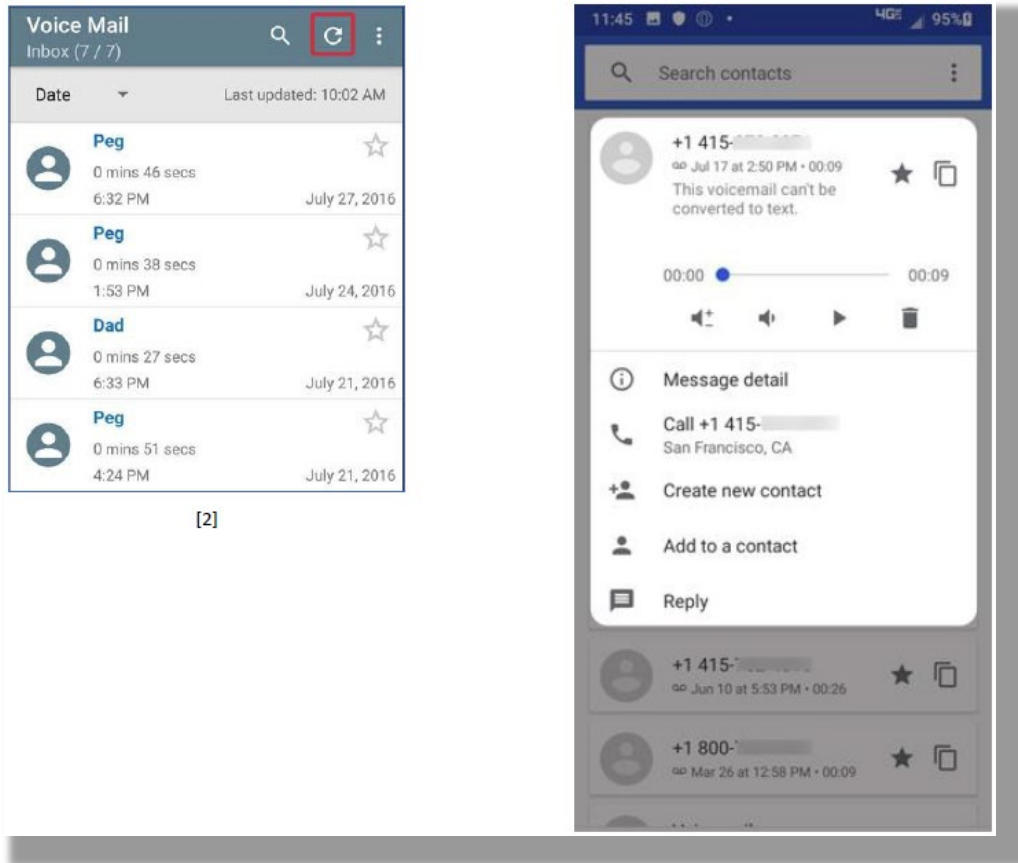 Voice Mail
Inbox (7 / 7)
Date
Last updated: 10:02 AM
Peg
0 mins 46 secs
6:32 PM
July 27, 2016
Peg
0 mins 38 secs
1:53 PM
July 24, 2016
Dad
0 mins 27 secs
6:33 PM
July 21, 2016
Peg
0 mins 51 secs
4:24 PM
July 21, 2016
[2]
11:45
4GE 95%
Search contacts
+1 415-
Jul 17 at 2:50 PM • 00:09
This voicemail can't be
converted to text.
00:00
00:09
Message detail
Call +1 415-
San Francisco, CA
Create new contact
Add to a contact
Reply
+1 415-
Jun 10 at 5:53 PM • 00:26
+1 800-
Mar 26 at 12:58 PM • 00:09